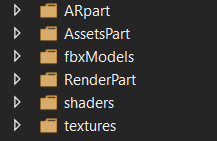 ARpart
AssetsPart
fbxModels
RenderPart
shaders
textures